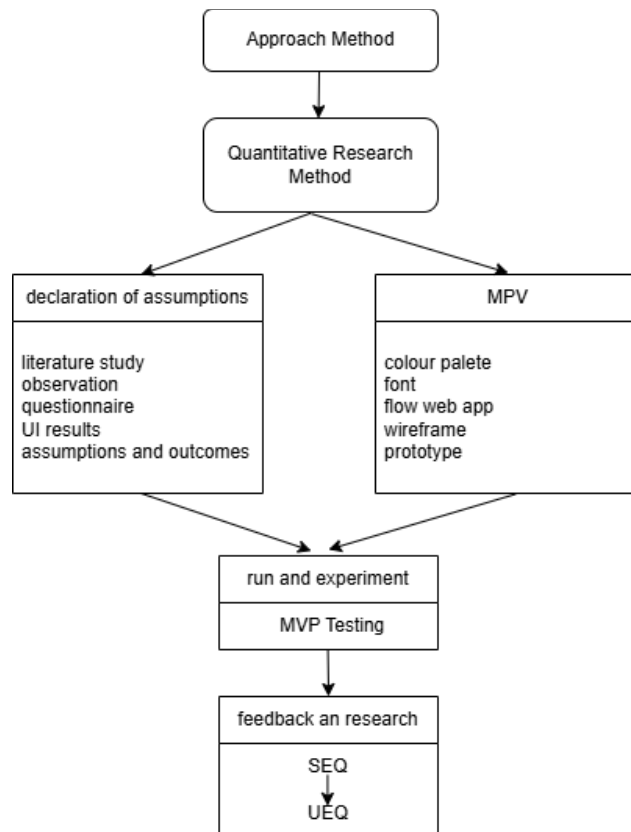 Approach Method
Quantitative Research
Method
declaration of assumptions
literature study
observation
questionnaire
UI results
assumptions and outcomes
MPV
colour palete
font
flow web app
wireframe
prototype
run and experiment
MVP Testing
feedback an research
SEQ
UEQ